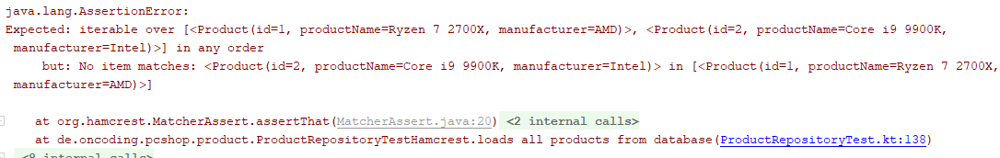 java.lang.AssertionError:
Expected: iterable over [<Product(id=1, productName=Ryzen 7 2700X, manufacturer=AMD)>, <Product(id=2, productName=Core i9 9900K,
manufacturer=Intel)>] in any order
but: No item matches: <Product(id=2, productName=Core i9 9900K, manufacturer=Intel)> in [<Product(id=1, productName=Ryzen 7 2700X,
manufacturer=AMD)>]
at org.hamcrest.MatcherAssert.assertThat(MatcherAssert.java:20) <2 internal calls>
at de.oncoding.pcshop.product.ProductRepositoryTestHamcrest.loads all products from database(ProductRepositoryTest.kt:138)
<8 internal calls>